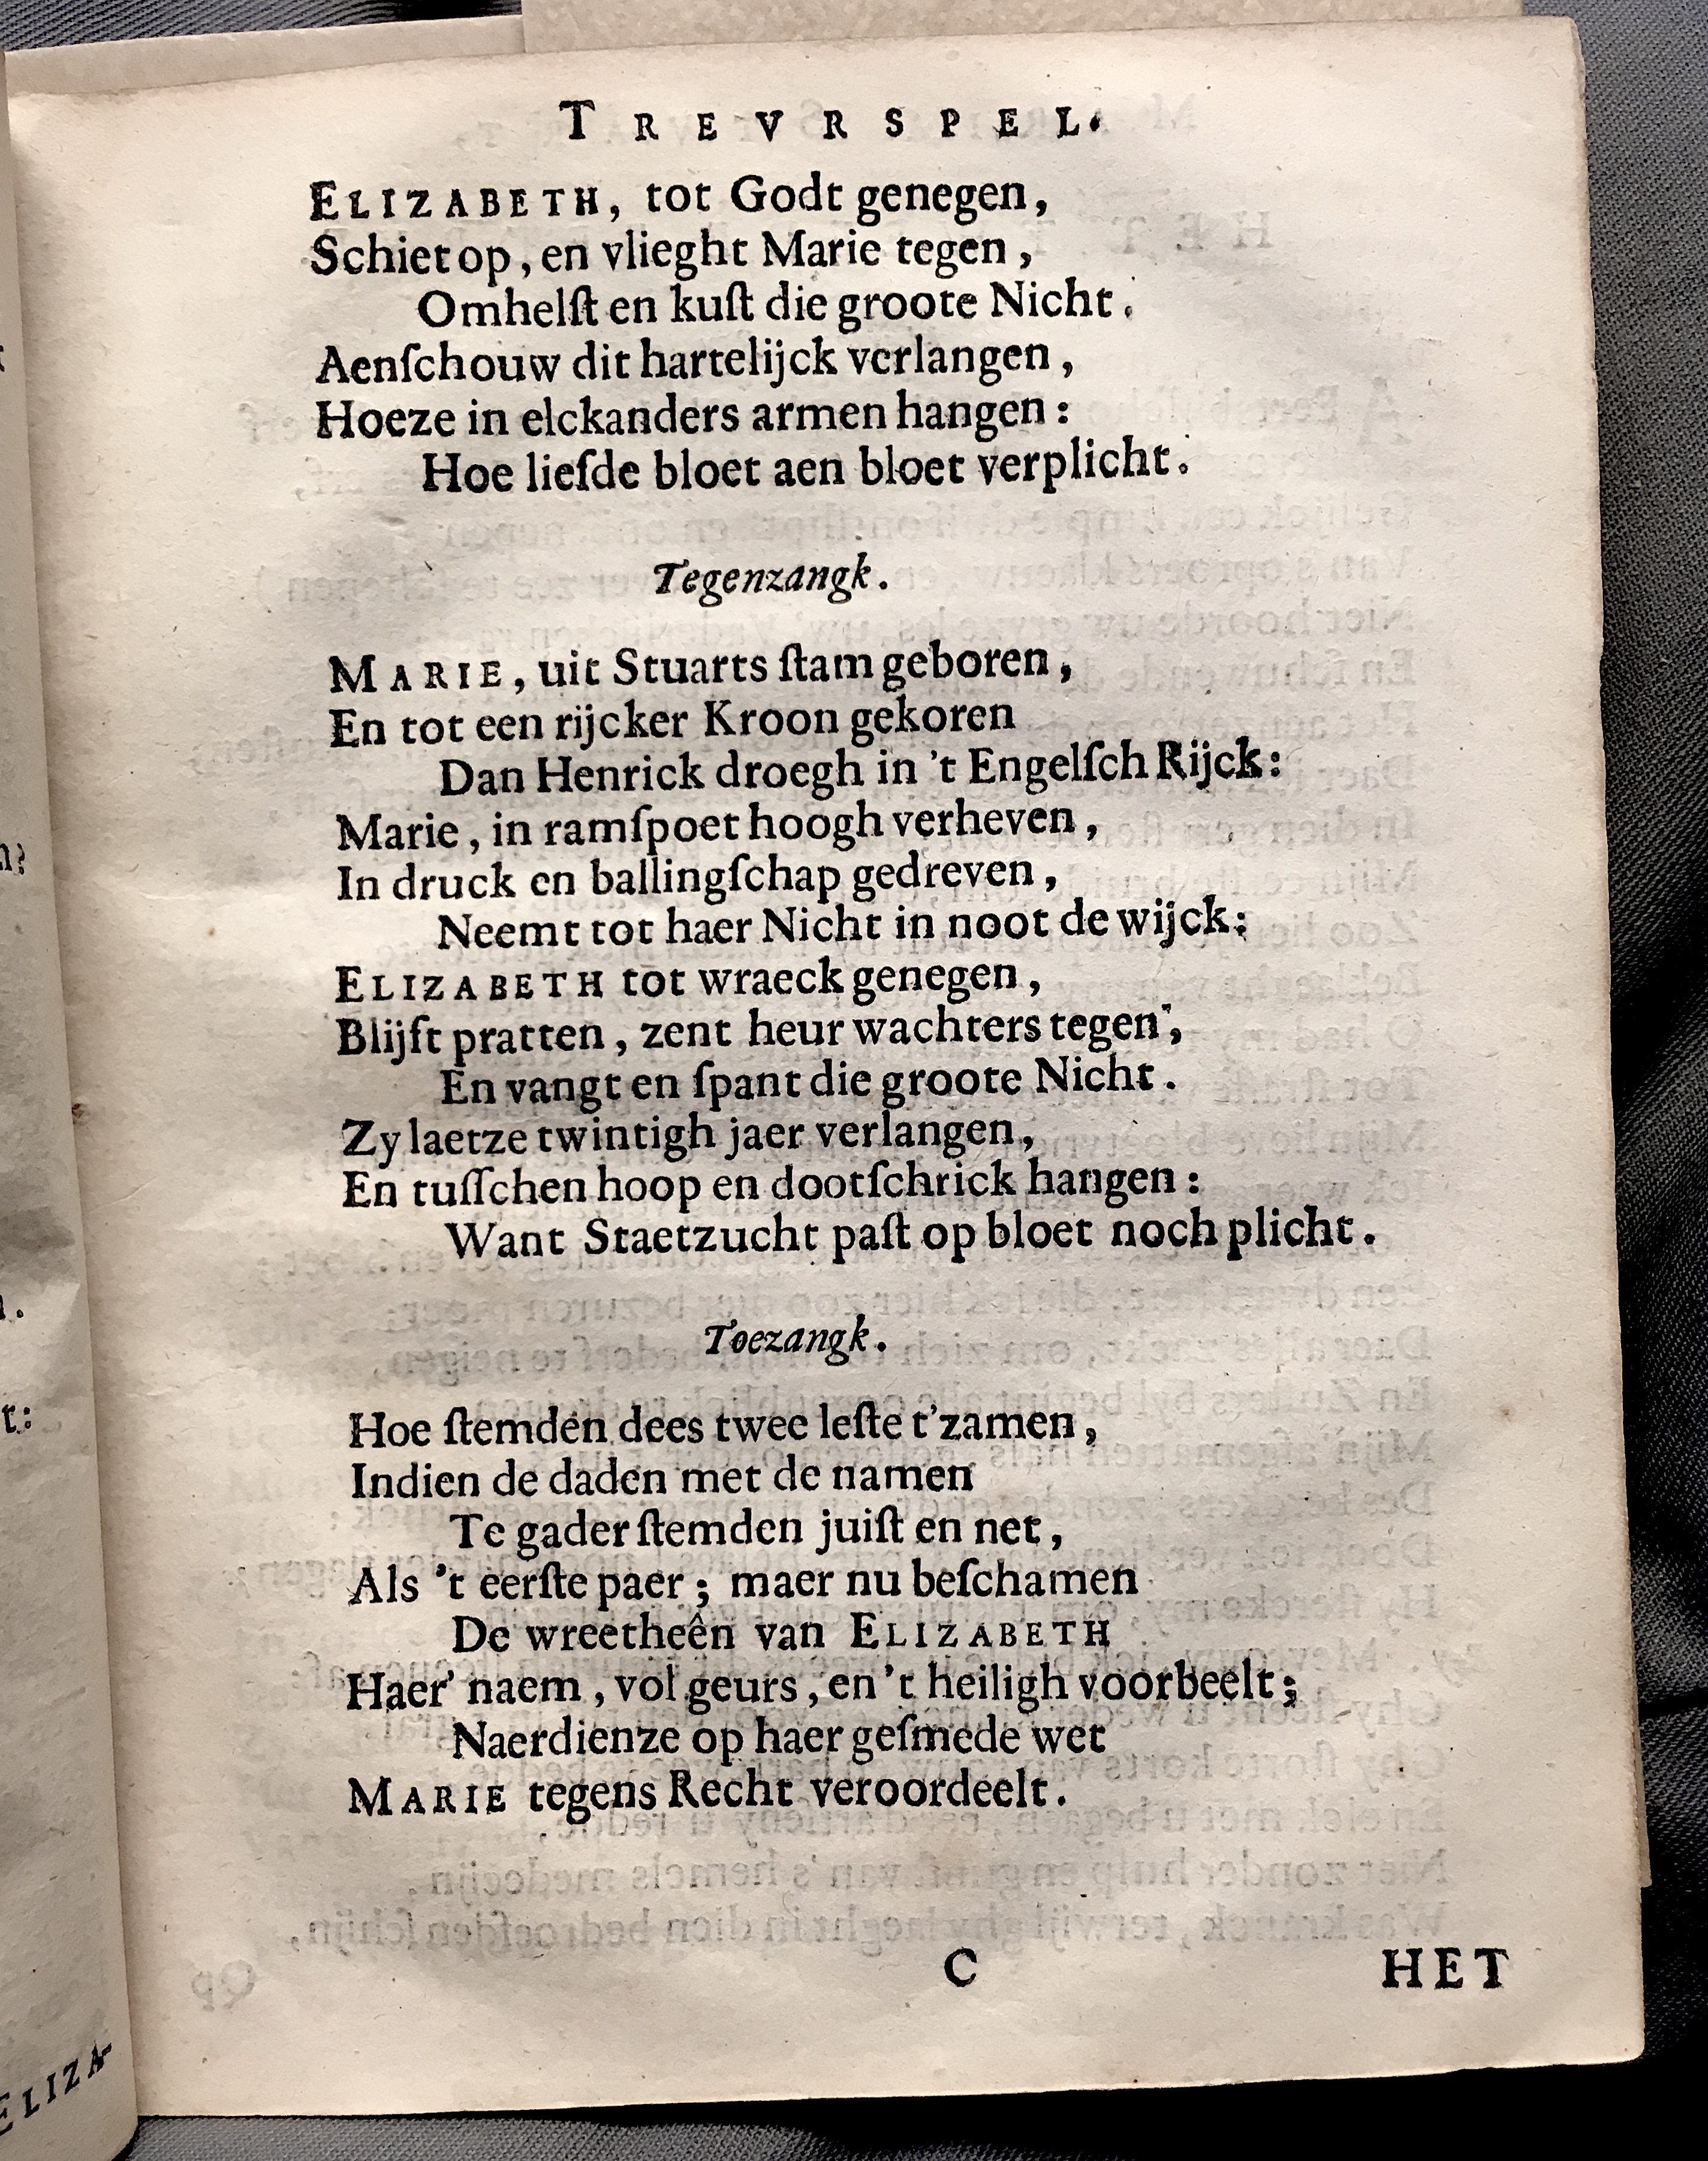 TREVRSPEL.
ELIZABETH, tot Godt genegen,
Schiet op, en vlieght Marie tegen,
Omhelſt en kuſt die groote Nicht.
Aenſchouw dit hartelijck verlangen,
Hoeze in elckanders armen hangen:
Hoe liefde bloet aen bloet verplicht.
Tegenzangk.
MARIE, uit Stuarts ſtam geboren,
En tot een rijcker Kroon gekoren
Dan Henrick droegh in 't Engelſch Rijck:
Marie, in ramſpoet hoogh verheven,
In druck en ballingſchap gedreven,
Neemt tot haer Nicht in noot de wijck;
ELIZABETH tot wraeck genegen,
Blijft pratten, zent heur wachters tegen,
En vangt en ſpant die groote Nicht.
Zy laetze twintigh jaer verlangen,
En tuſſchen hoop en dootſchrick hangen:
Want Staetzucht paſt op bloet noch plicht.
Toezangk.
Hoe ſtemden dees twee leſte t'zamen,
Indien de daden met de namen
Te gader ſtemden juiſt en net,
Als 't eerſte paer; maer nu beſchamen
De wreetheên van ELIZABETH
Haer' naem, vol geurs, en 't heiligh voorbeelt;
Naerdienze op haer geſmede wet
MARIE tegens Recht veroordeelt.
C HET
ELIZA-